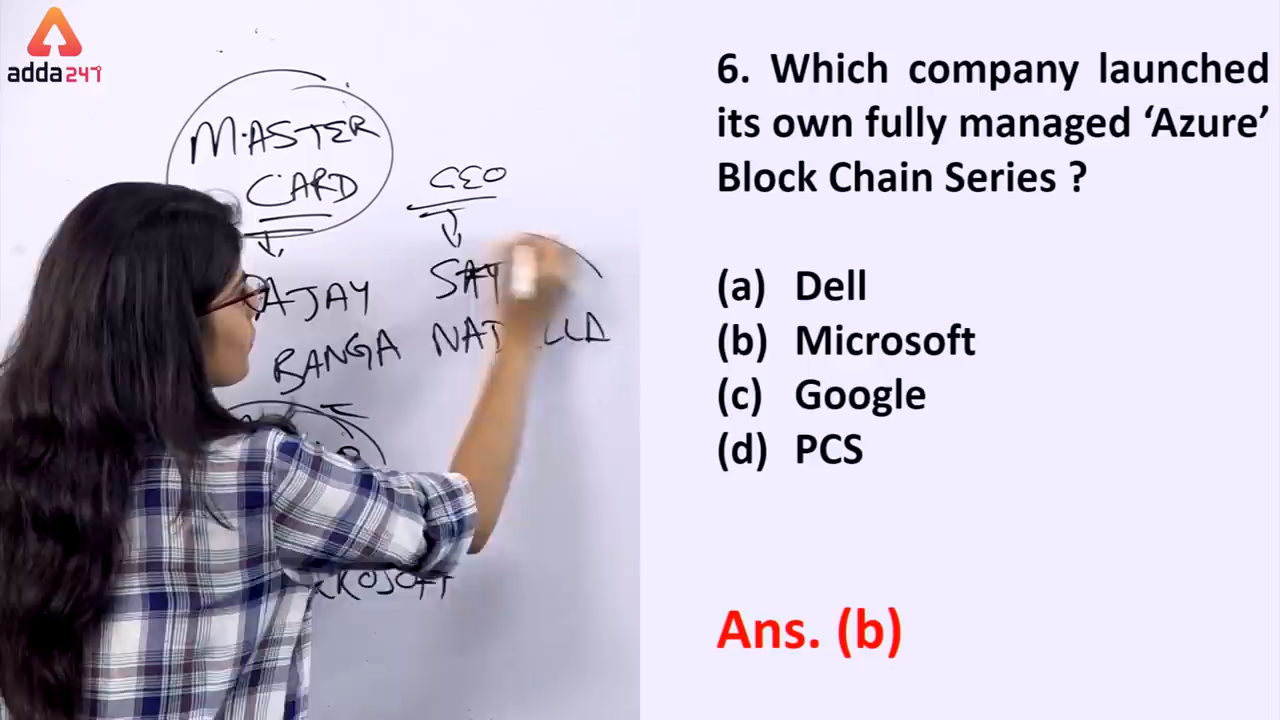 adda247
MASTER
CARD
CEO
AJAY
BANGA
6. Which company launched
its own fully managed ‘Azure’
Block Chain Series ?
(a) Dell
(b) Microsoft
(c) Google
(d) PCS
Ans. (b)